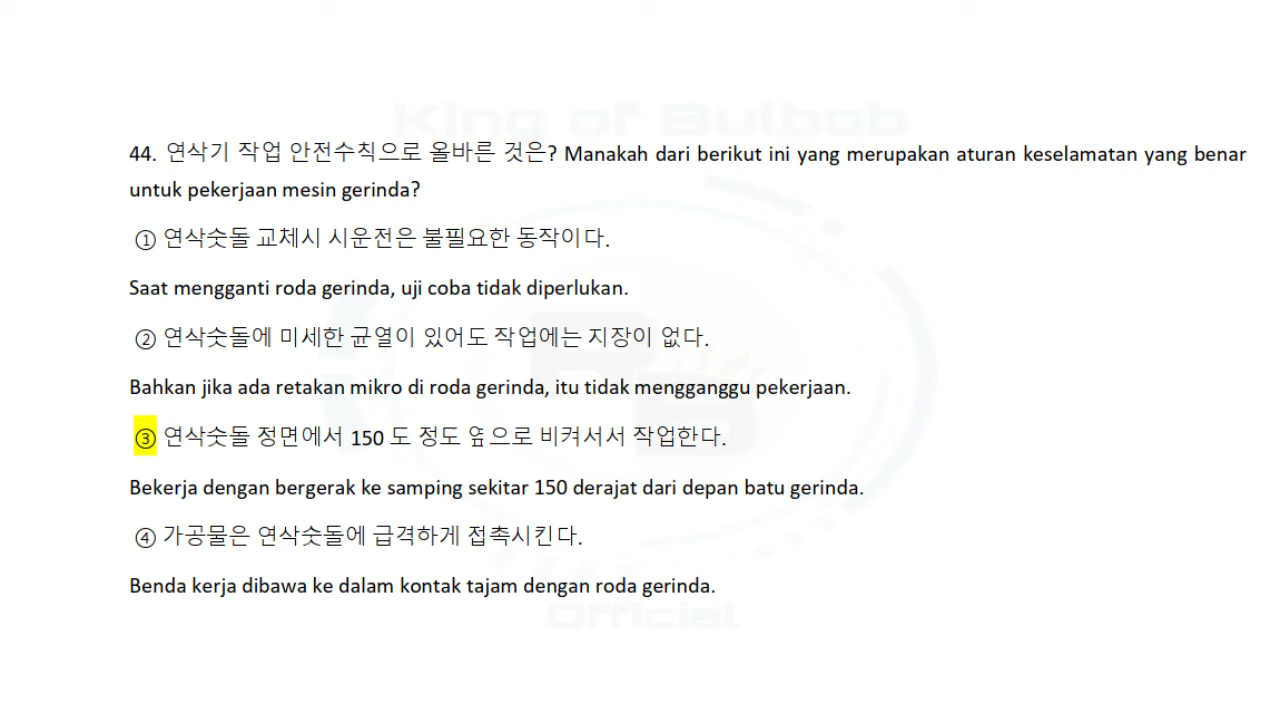 King of Bulbob
44. 연삭기 작업 안전수칙으로 올바른 것은? Manakah dari berikut ini yang merupakan aturan keselamatan yang benar
untuk pekerjaan mesin gerinda?
① 연삭숫돌 교체시 시운전은 불필요한 동작이다.
Saat mengganti roda gerinda, uji coba tidak diperlukan.
② 연삭숫돌에 미세한 균열이 있어도 작업에는 지장이 없다.
Bahkan jika ada retakan mikro di roda gerinda, itu tidak mengganggu pekerjaan.
③ 연삭숫돌 정면에서 150 도 정도 옆으로 비켜서서 작업한다.
Bekerja dengan bergerak ke samping sekitar 150 derajat dari depan batu gerinda.
④ 가공물은 연삭숫돌에 급격하게 접촉시킨다.
Benda kerja dibawa ke dalam kontak tajam dengan roda gerinda.
Official